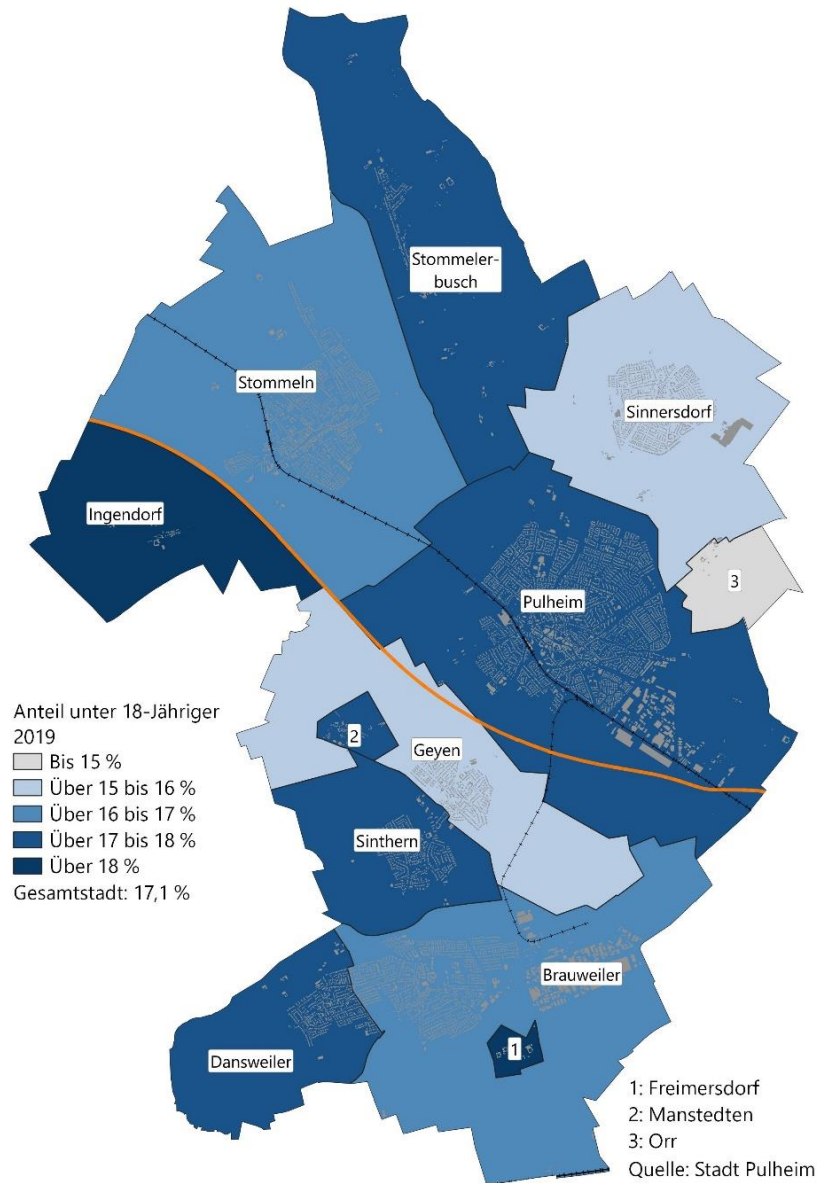 Stommeler-
busch
Stommeln
Sinnersdorf
Ingendorf
3
Pulheim
2
Geyen
Sinthern
Brauweiler
Dansweiler
1
Anteil unter 18-Jähriger
2019
Bis 15 %
Über 15 bis 16 %
Über 16 bis 17 %
Über 17 bis 18 %
Über 18 %
Gesamtstadt: 17,1 %
1: Freimersdorf
2: Manstedten
3: Orr
Quelle: Stadt Pulheim